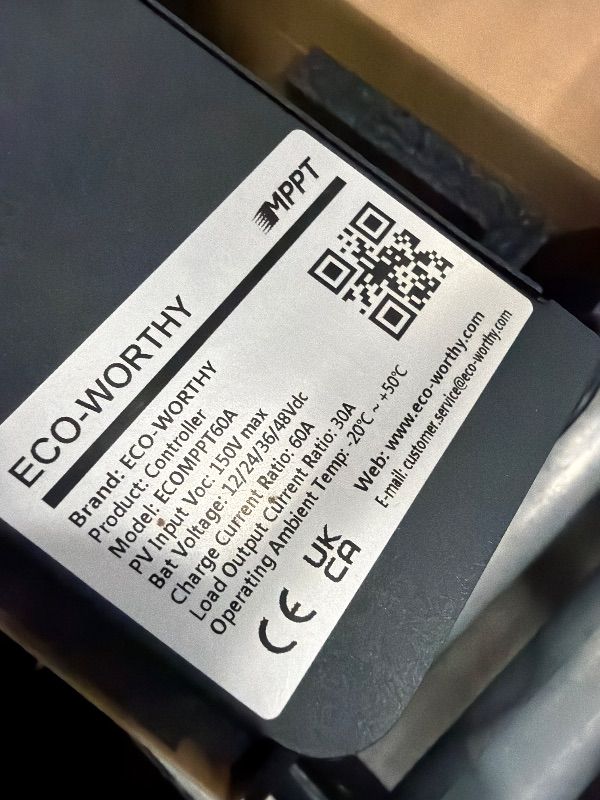 MPPT
ECO-WORTHY
Brand: ECO-WORTHY
Product: Controller
Model: ECOMPPT60A
PV Input Voc: 150V max
Bat Voltage: 12/24/36/48Vdc
Charge Current Ratio: 60A
Load Output Current Ratio: 30A
Operating Ambient Temp: -20℃ ~ +50℃
CE
UK
CA
Web: www.eco-worthy.com
E-mail: customer.service@eco-worthy.com